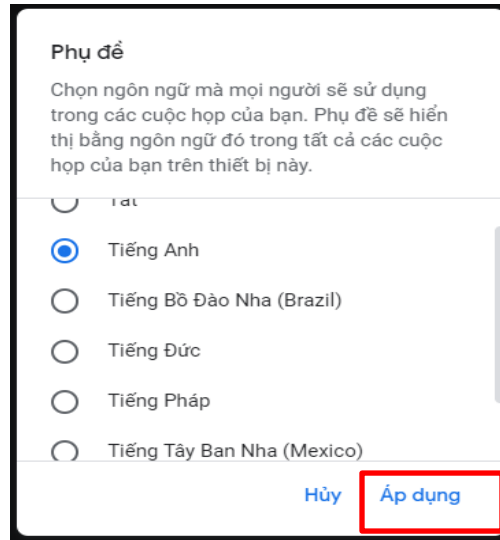 Phụ đề
Chọn ngôn ngữ mà mọi người sẽ sử dụng
trong các cuộc họp của bạn. Phụ đề sẽ hiển
thị bằng ngôn ngữ đó trong tất cả các cuộc
họp của bạn trên thiết bị này.
Tắt
Tiếng Anh
Tiếng Bồ Đào Nha (Brazil)
Tiếng Đức
Tiếng Pháp
Tiếng Tây Ban Nha (Mexico)
Hủy Áp dụng